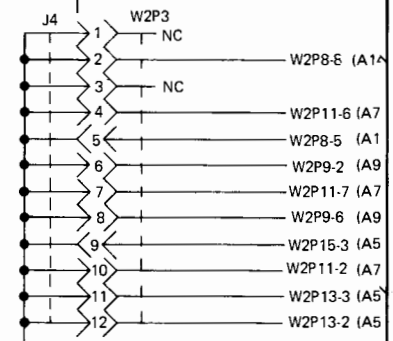 J4 W2P3
1 NC
2 W2P8-8 (A1
3 NC
4 W2P11-6 (A7
5 W2P8-5 (A1
6 W2P9-2 (A9
7 W2P11-7 (A7
8 W2P9-6 (A9
9 W2P15-3 (A5
10 W2P11-2 (A7
11 W2P13-3 (A5
12 W2P13-2 (A5